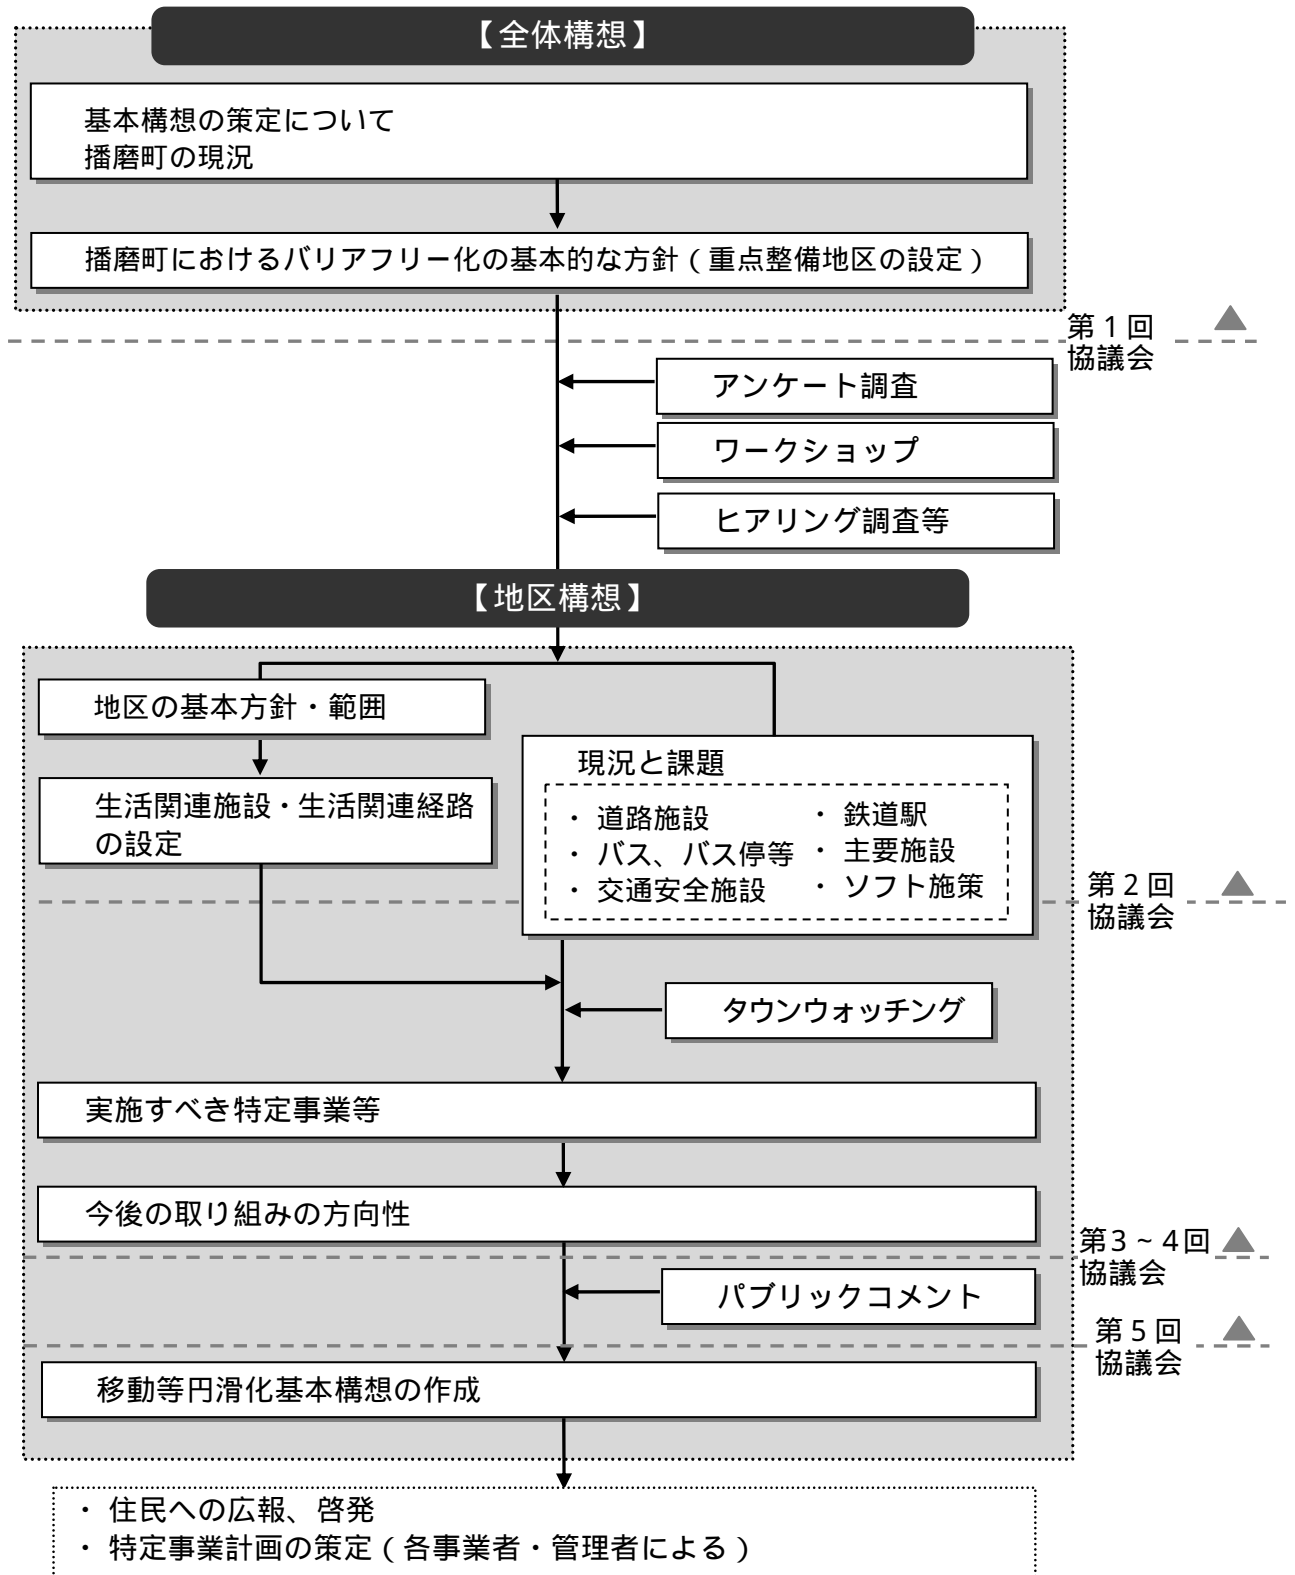 【全体構想】
基本構想の策定について
播磨町の現況
播磨町におけるバリアフリー化の基本的な方針（重点整備地区の設定）
第1回
協議会
アンケート調査
ワークショップ
ヒアリング調査等
【地区構想】
地区の基本方針・範囲
生活関連施設・生活関連経路
の設定
現況と課題
・ 道路施設
・ バス、バス停等
・ 交通安全施設
・ 鉄道駅
・ 主要施設
・ ソフト施策
第2回
協議会
タウンウォッチング
実施すべき特定事業等
今後の取り組みの方向性
第3～4回
協議会
パブリックコメント
第5回
協議会
移動等円滑化基本構想の作成
・ 住民への広報、啓発
・ 特定事業計画の策定（各事業者・管理者による）